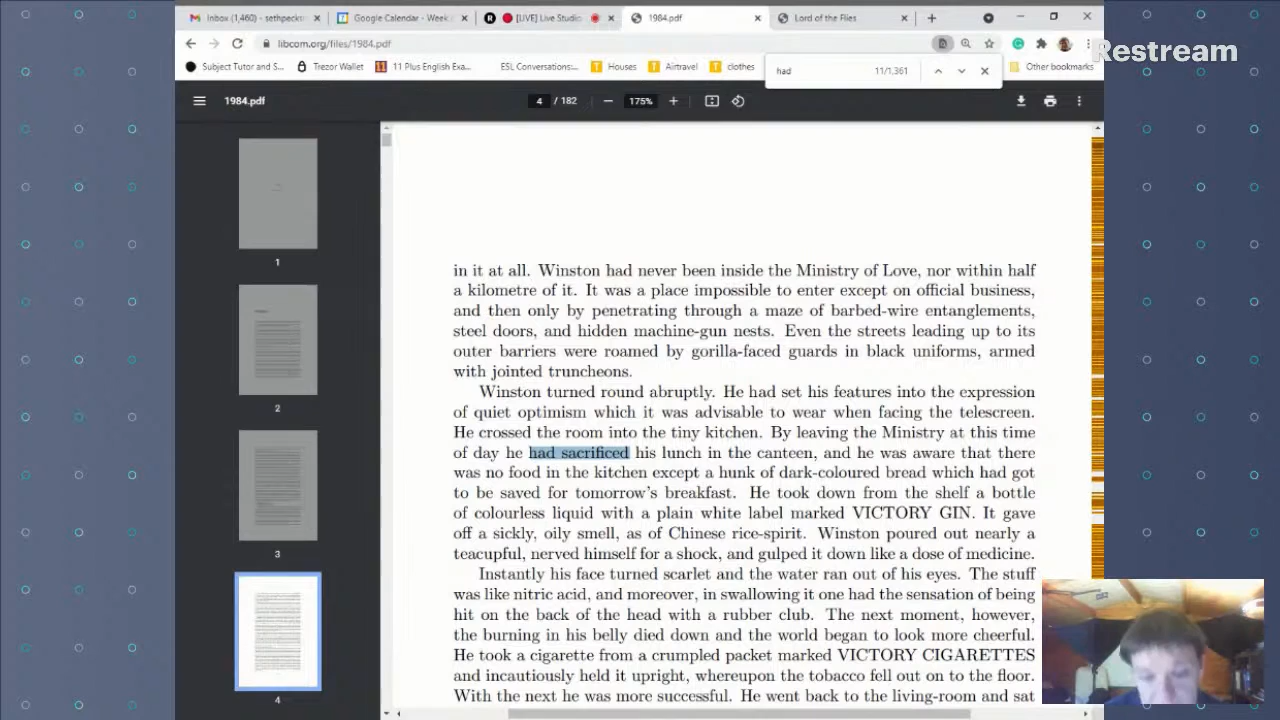 Inbox (1,460) - sethpeckt
Google Calendar - Week
[LIVE] Live Studio
1984.pdf
Lord of the Flies
libcom.org/files/1984.pdf
Restream
Subject Tutor and S...
Trezor Wallet
11 Plus English Exa...
ESL Conversations:...
Houses
Airtravel
clothes
had
11/1,361
Other bookmarks
1984.pdf
4 / 182
175%
1
2
3
4
in it at all. Winston had never been inside the Ministry of Love, nor within half
a kilometre of it. It was a place impossible to enter except on official business,
and then only by penetrating through a maze of barbed-wire entanglements,
steel doors, and hidden machine-gun nests. Even the streets leading up to its
outer barriers were roamed by gorilla-faced guards in black uniforms, armed
with jointed truncheons.
Winston turned round abruptly. He had set his features into the expression
of quiet optimism which it was advisable to wear when facing the telescreen.
He crossed the room into the tiny kitchen. By leaving the Ministry at this time
of day he had sacrificed his lunch in the canteen, and he was aware that there
was no food in the kitchen except a hunk of dark-coloured bread which had got
to be saved for tomorrow's breakfast. He took down from the shelf a bottle
of colourless liquid with a plain white label marked VICTORY GIN. It gave
off a sickly, oily smell, as of Chinese rice-spirit. Winston poured out nearly a
teacupful, nerved himself for a shock, and gulped it down like a dose of medicine.
Instantly his face turned scarlet and the water ran out of his eyes. The stuff
was like nitric acid, and moreover, in swallowing it one had the sensation of being
hit on the back of the head with a rubber club. The next moment, however,
the burning in his belly died down and the world began to look more cheerful.
He took a cigarette from a crumpled packet marked VICTORY CIGARETTES
and incautiously held it upright, whereupon the tobacco fell out on to the floor.
With the next he was more successful. He went back to the living-room and sat